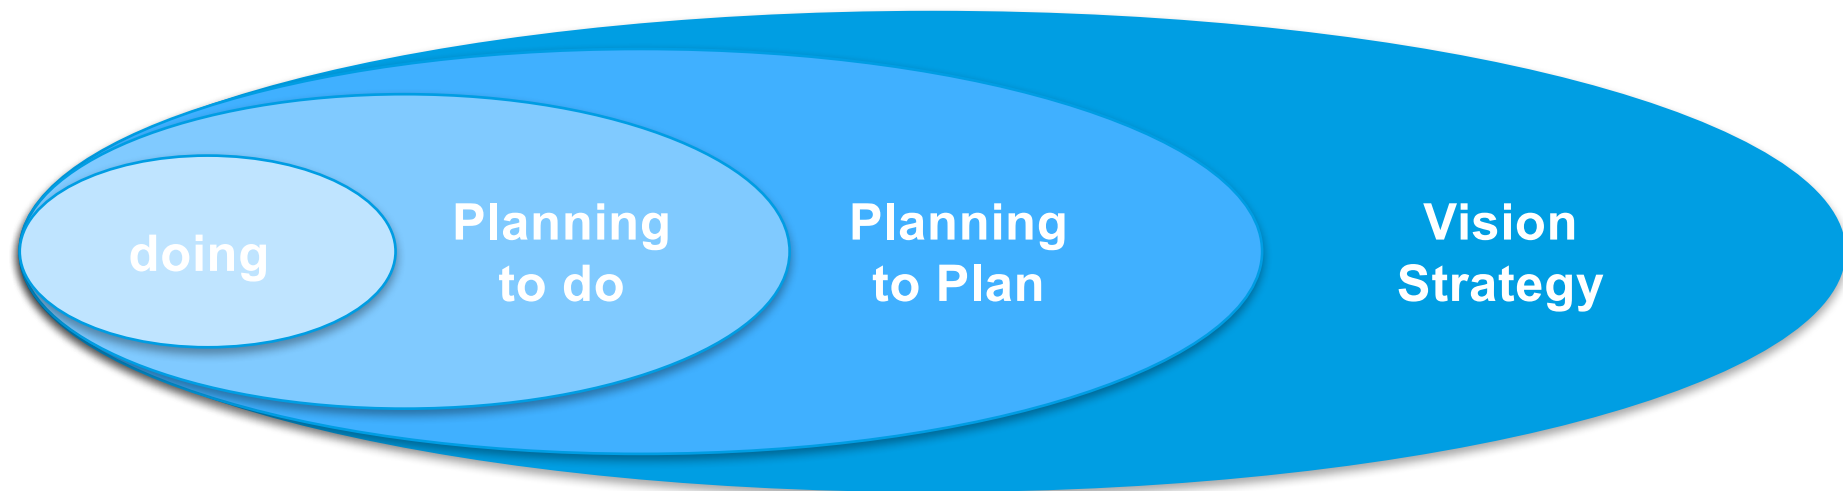 doing
Planning
to do
Planning
to Plan
Vision
Strategy